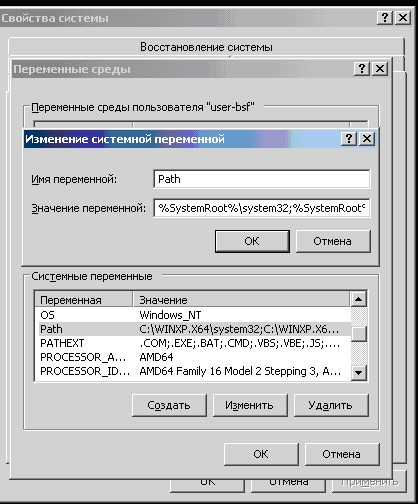 Свойства системы
Восстановление системы
Переменные среды
Переменные среды пользователя "user-bsf"
Изменение системной переменной
Имя переменной: Path
Значение переменной: %SystemRoot%\system32;%SystemRoot%
ОК Отмена
Системные переменные
Переменная Значение
OS Windows_NT
Path C:\WINXP.X64\system32;C:\WINXP.X6...
PATHEXT .COM;.EXE;.BAT;.CMD;.VBS;.VBE;.JS;....
PROCESSOR_A... AMD64
PROCESSOR_ID... AMD64 Family 16 Model 2 Stepping 3, A...
Создать Изменить Удалить
ОК Отмена
ОК Отмена Применить